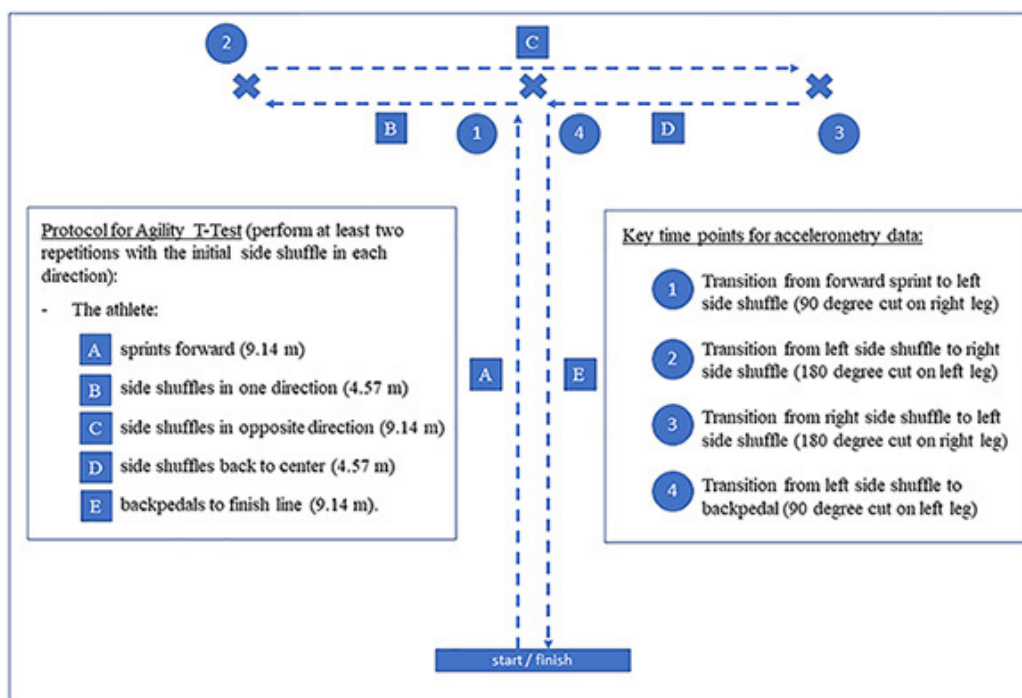 2
C
B
1
4
D
3
Protocol for Agility T-Test (perform at least two
repetitions with the initial side shuffle in each
direction):
- The athlete:
A sprints forward (9.14 m)
B side shuffles in one direction (4.57 m)
C side shuffles in opposite direction (9.14 m)
D side shuffles back to center (4.57 m)
E backpedals to finish line (9.14 m).
A
E
Key time points for accelerometry data:
1 Transition from forward sprint to left
side shuffle (90 degree cut on right leg)
2 Transition from left side shuffle to right
side shuffle (180 degree cut on left leg)
3 Transition from right side shuffle to left
side shuffle (180 degree cut on right leg)
4 Transition from left side shuffle to
backpedal (90 degree cut on left leg)
start / finish